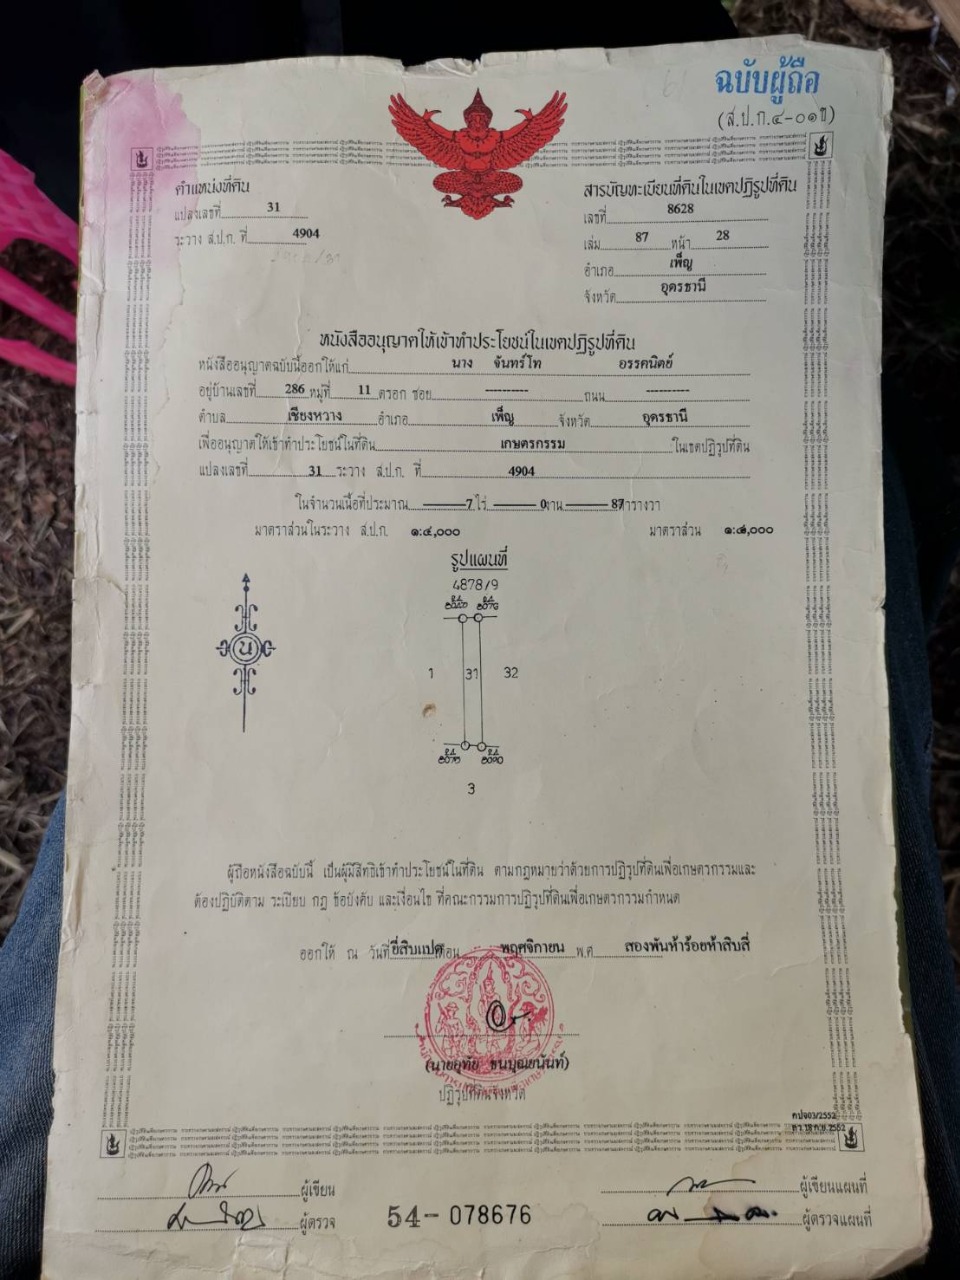 ฉบับผู้ถือ
(ส.ป.ก.๔-๐๑ข)
ตำแหน่งที่ดิน
แปลงเลขที่ 31
ระวาง ส.ป.ก. ที่ 4904
สารบัญทะเบียนที่ดินในเขตปฏิรูปที่ดิน
เลขที่ 8628
เล่ม 87 หน้า 28
อำเภอ เพ็ญ
จังหวัด อุดรธานี
หนังสืออนุญาตให้เข้าทำประโยชน์ในเขตปฏิรูปที่ดิน
หนังสืออนุญาตฉบับนี้ออกให้แก่ นาง จันทร์โท อรรคนิตย์
อยู่บ้านเลขที่ 286 หมู่ที่ 11 ตรอก ซอย --------- ถนน ---------
ตำบล เชียงหวาง อำเภอ เพ็ญ จังหวัด อุดรธานี
เพื่ออนุญาตให้เข้าทำประโยชน์ในที่ดิน เกษตรกรรม ในเขตปฏิรูปที่ดิน
แปลงเลขที่ 31 ระวาง ส.ป.ก. ที่ 4904
ในจำนวนเนื้อที่ประมาณ 7 ไร่ 0 งาน 87 ตารางวา
มาตราส่วนในระวาง ส.ป.ก. ๑:๔,๐๐๐ มาตราส่วน
รูปแผนที่
4878/9
น
1 31 32
3
ผู้ถือหนังสือฉบับนี้ เป็นผู้มีสิทธิเข้าทำประโยชน์ในที่ดิน ตามกฎหมายว่าด้วยการปฏิรูปที่ดินเพื่อเกษตรกรรมและ
ต้องปฏิบัติตาม ระเบียบ กฎ ข้อบังคับ และเงื่อนไข ที่คณะกรรมการปฏิรูปที่ดินเพื่อเกษตรกรรมกำหนด
ออกให้ ณ วันที่ ยี่สิบแปด เดือน พฤศจิกายน พ.ศ. สองพันห้าร้อยห้าสิบสี่
(นายอุทัย ธนบุณยนันท์)
ปฏิรูปที่ดินจังหวัด
คปจ03/2552
ลว 18 ก.ย. 2552
ผู้เขียน ผู้เขียนแผนที่
ผู้ตรวจ 54-078676 ผู้ตรวจแผนที่